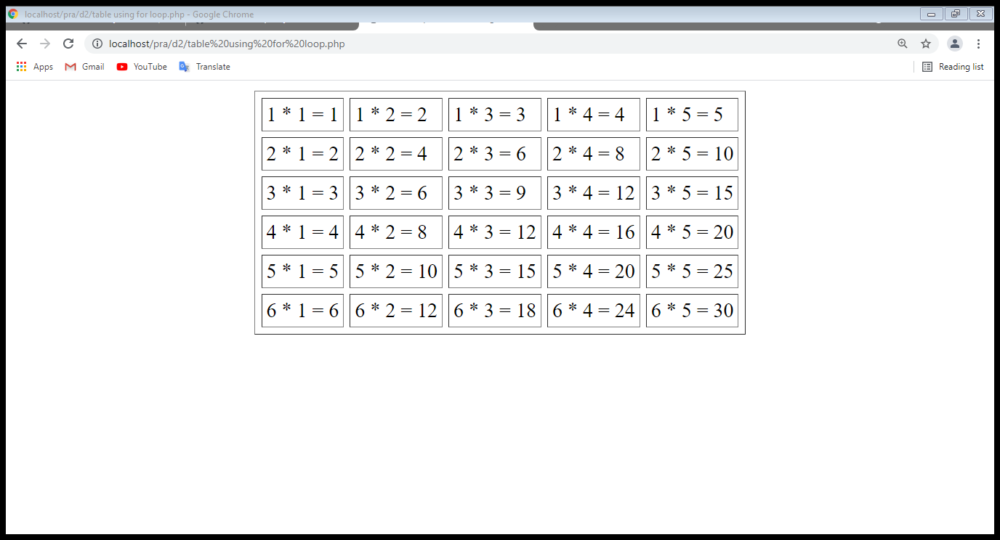 localhost/pra/d2/table using for loop.php - Google Chrome
localhost/pra/d2/table%20using%20for%20loop.php
Apps Gmail YouTube Translate Reading list
1 * 1 = 1 1 * 2 = 2 1 * 3 = 3 1 * 4 = 4 1 * 5 = 5
2 * 1 = 2 2 * 2 = 4 2 * 3 = 6 2 * 4 = 8 2 * 5 = 10
3 * 1 = 3 3 * 2 = 6 3 * 3 = 9 3 * 4 = 12 3 * 5 = 15
4 * 1 = 4 4 * 2 = 8 4 * 3 = 12 4 * 4 = 16 4 * 5 = 20
5 * 1 = 5 5 * 2 = 10 5 * 3 = 15 5 * 4 = 20 5 * 5 = 25
6 * 1 = 6 6 * 2 = 12 6 * 3 = 18 6 * 4 = 24 6 * 5 = 30